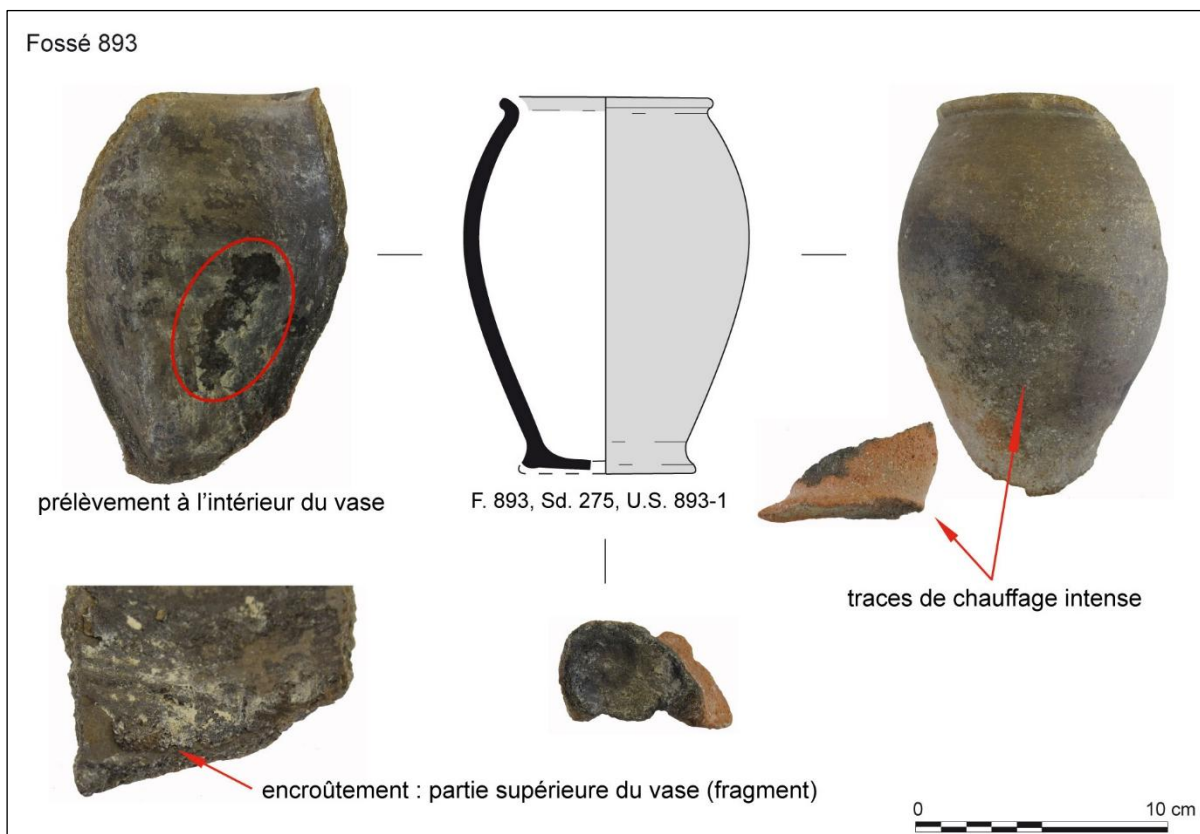 Fossé 893
prélèvement à l'intérieur du vase
F. 893, Sd. 275, U.S. 893-1
traces de chauffage intense
encroûtement : partie supérieure du vase (fragment)
0 10 cm